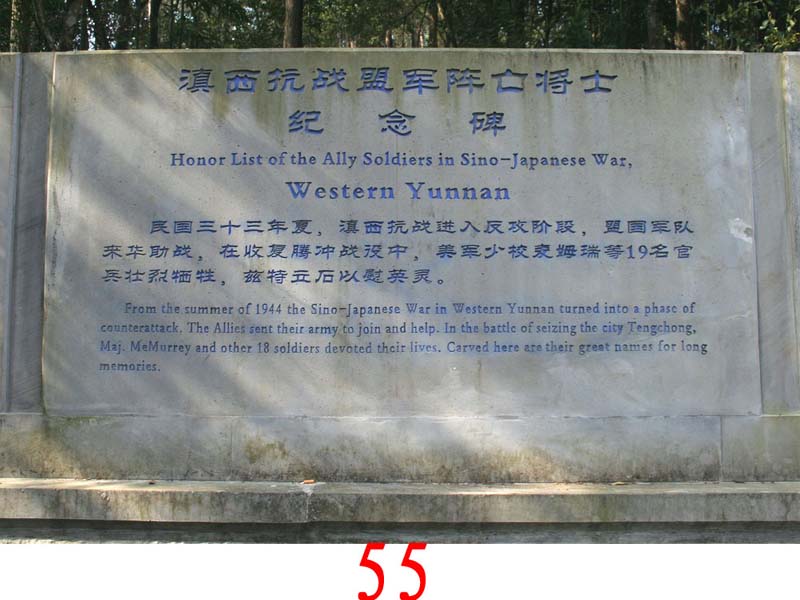 滇西抗战盟军阵亡将士
纪念碑
Honor List of the Ally Soldiers in Sino-Japanese War,
Western Yunnan
民国三十三年夏，滇西抗战进入反攻阶段，盟国军队
来华助战，在收复腾冲战役中，美军少校麦姆瑞等19名官
兵壮烈牺牲，兹特立石以慰英灵。
From the summer of 1944 the Sino-Japanese War in Western Yunnan turned into a phase of
counterattack. The Allies sent their army to join and help. In the battle of seizing the city Tengchong,
Maj. MeMurrey and other 18 soldiers devoted their lives. Carved here are their great names for long
memories.
55